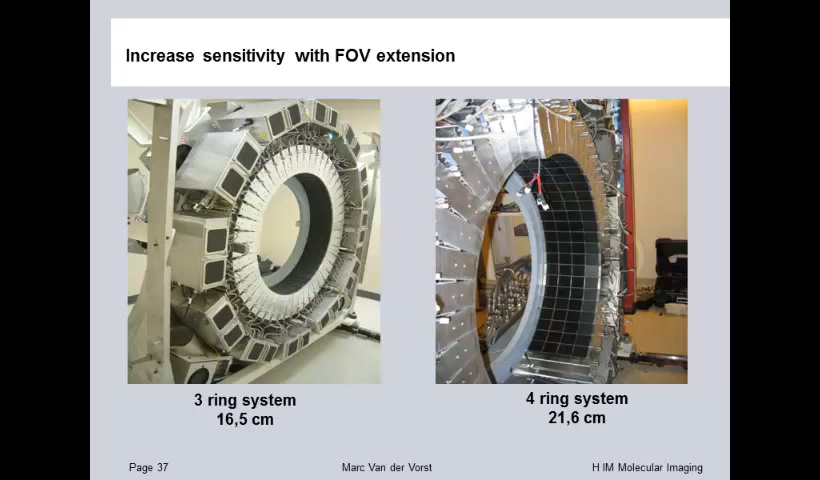 Increase sensitivity with FOV extension
3 ring system
16,5 cm
4 ring system
21,6 cm
Page 37
Marc Van der Vorst
H IM Molecular Imaging